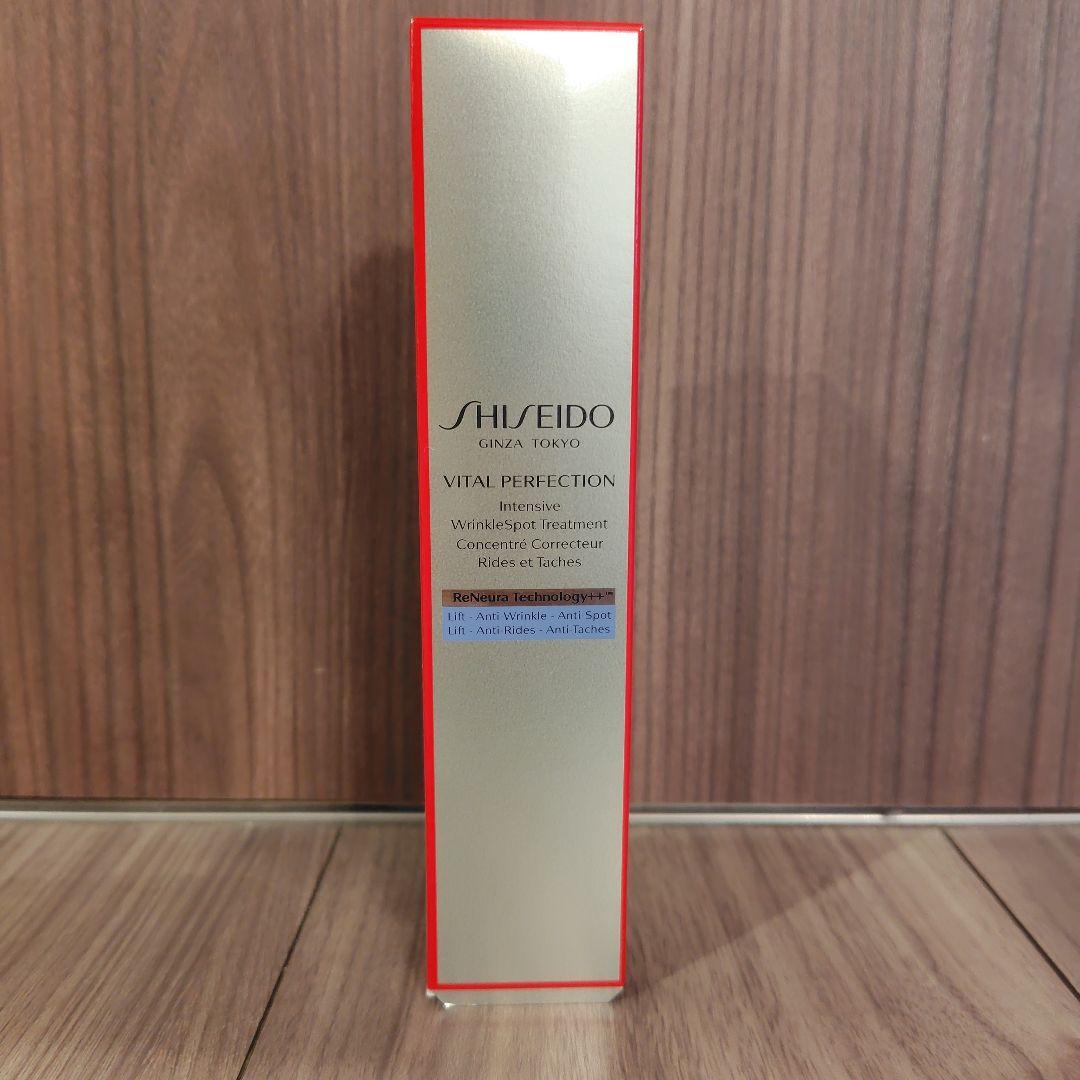 SHISEIDO
GINZA TOKYO
VITAL PERFECTION
Intensive
WrinkleSpot Treatment
Concentré Correcteur
Rides et Taches
ReNeura Technology++™
Lift - Anti Wrinkle - Anti Spot
Lift - Anti-Rides - Anti-Taches